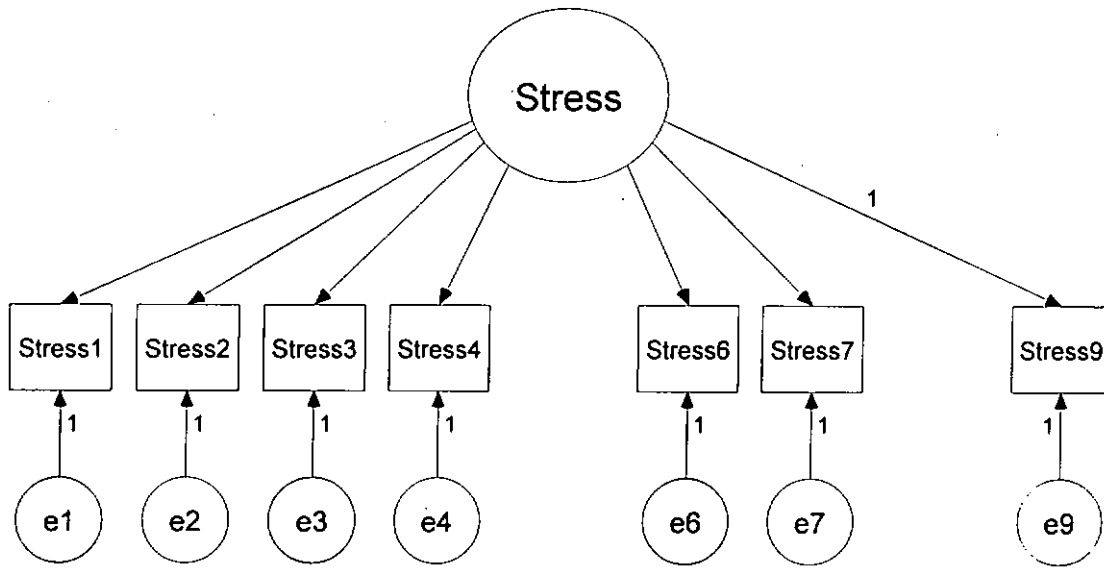 Stress
1
Stress1 Stress2 Stress3 Stress4 Stress6 Stress7 Stress9
1 1 1 1 1 1 1
e1 e2 e3 e4 e6 e7 e9